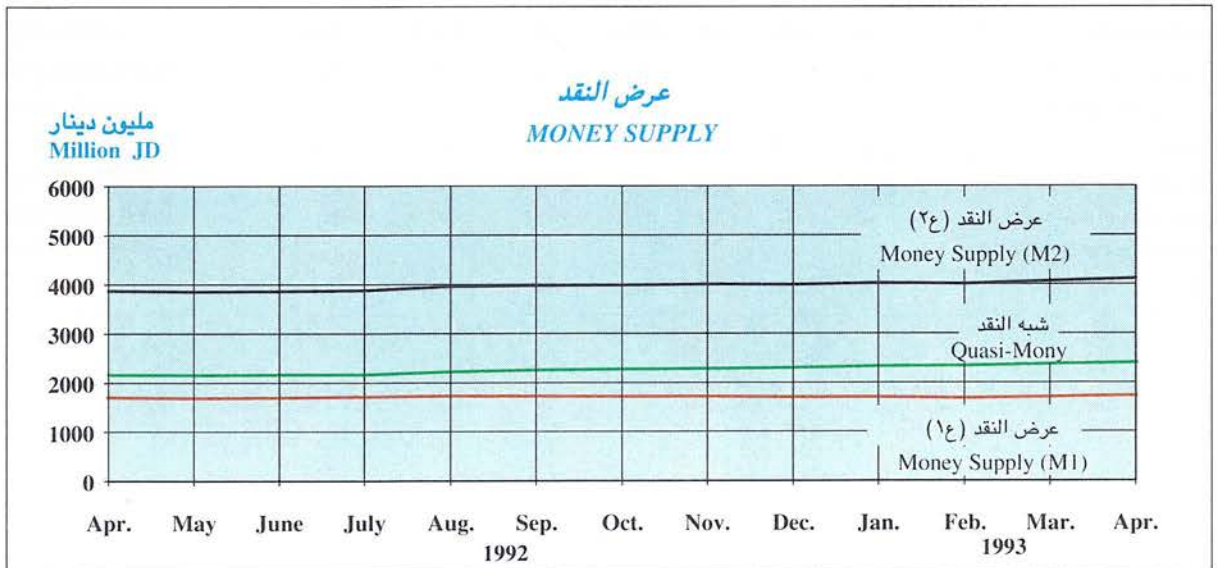 عرض النقد
MONEY SUPPLY
مليون دينار
Million JD
6000
5000
4000
3000
2000
1000
0
عرض النقد (ع٢)
Money Supply (M2)
شبه النقد
Quasi-Mony
عرض النقد (ع١)
Money Supply (M1)
Apr. May June July Aug. Sep. Oct. Nov. Dec. Jan. Feb. Mar. Apr.
1992 1993